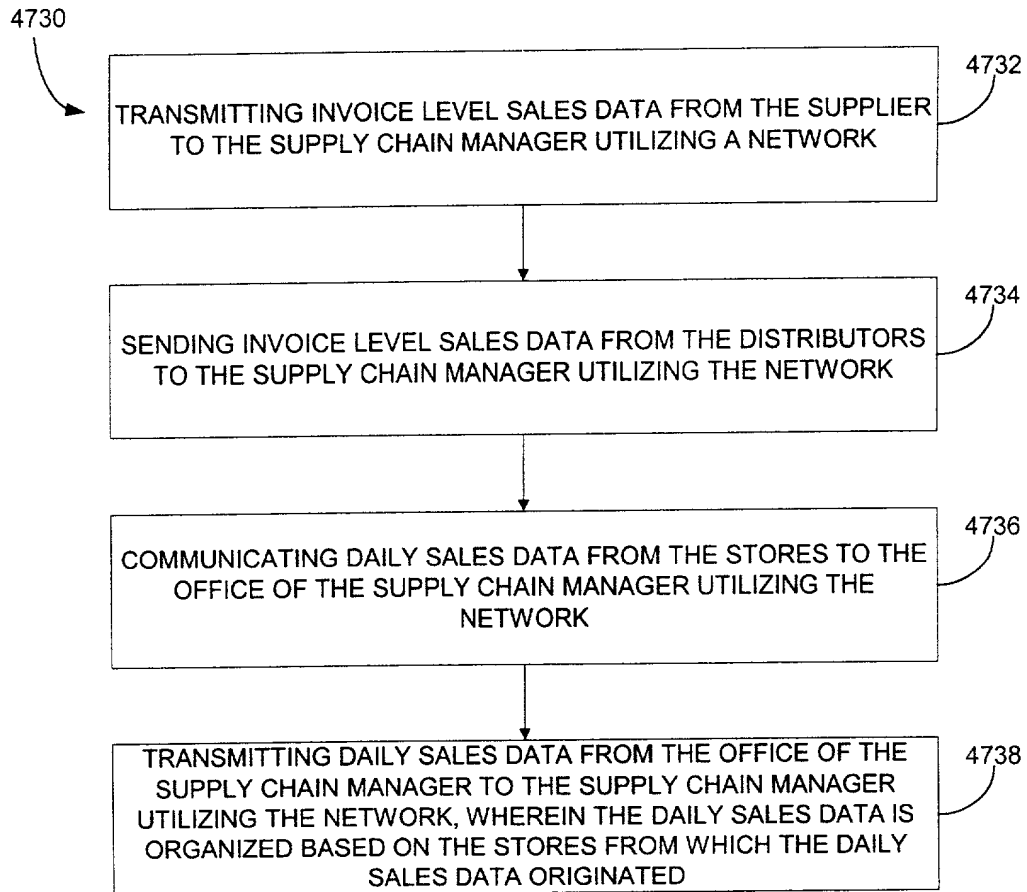 4730
4732
TRANSMITTING INVOICE LEVEL SALES DATA FROM THE SUPPLIER
TO THE SUPPLY CHAIN MANAGER UTILIZING A NETWORK
4734
SENDING INVOICE LEVEL SALES DATA FROM THE DISTRIBUTORS
TO THE SUPPLY CHAIN MANAGER UTILIZING THE NETWORK
4736
COMMUNICATING DAILY SALES DATA FROM THE STORES TO THE
OFFICE OF THE SUPPLY CHAIN MANAGER UTILIZING THE
NETWORK
4738
TRANSMITTING DAILY SALES DATA FROM THE OFFICE OF THE
SUPPLY CHAIN MANAGER TO THE SUPPLY CHAIN MANAGER
UTILIZING THE NETWORK, WHEREIN THE DAILY SALES DATA IS
ORGANIZED BASED ON THE STORES FROM WHICH THE DAILY
SALES DATA ORIGINATED